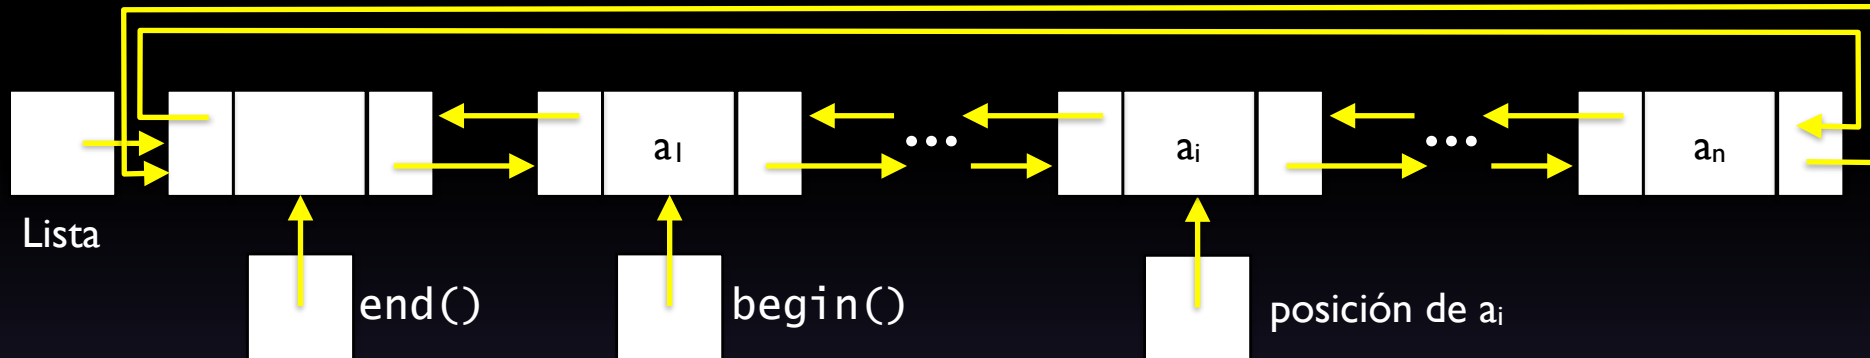 a₁ ... aᵢ ... aₙ
Lista
end() begin() posición de aᵢ